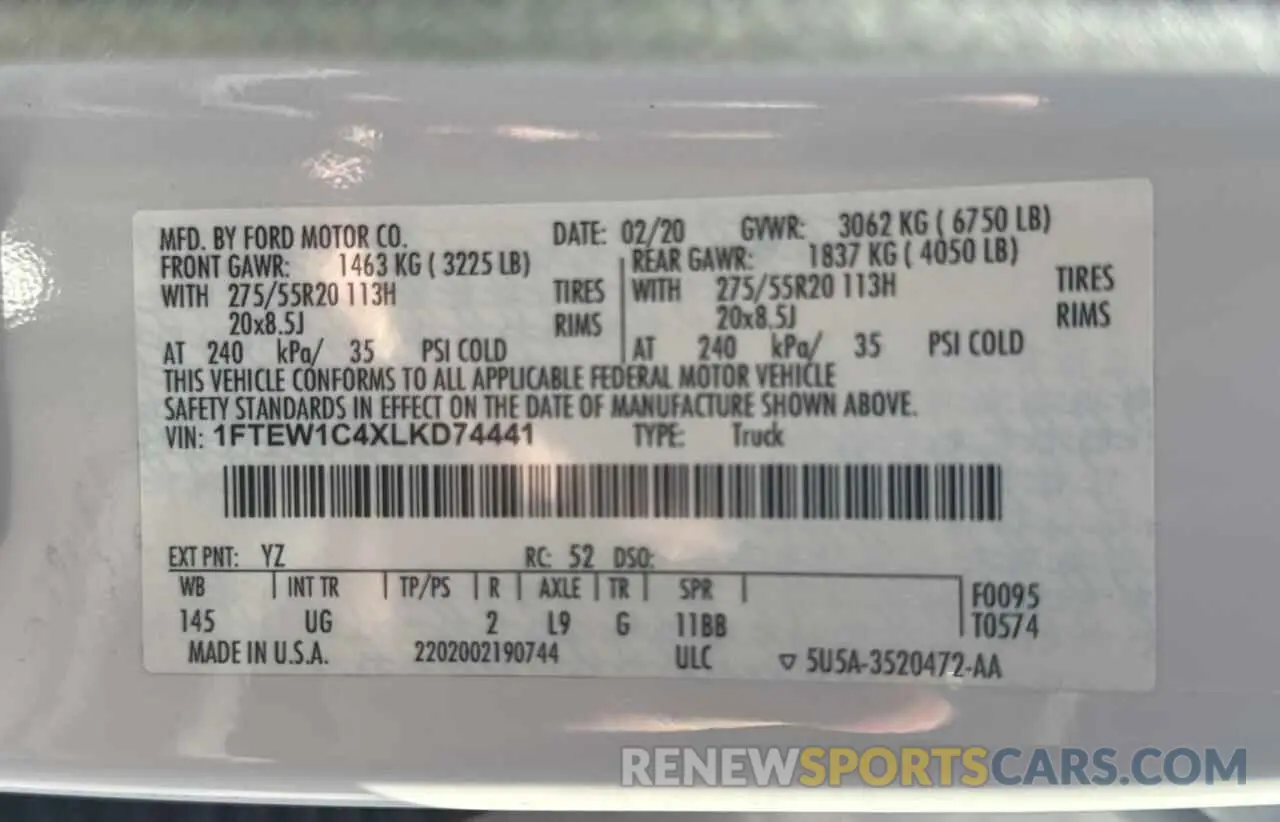 MFD. BY FORD MOTOR CO. DATE: 02/20 GVWR: 3062 KG ( 6750 LB)
FRONT GAWR: 1463 KG ( 3225 LB) REAR GAWR: 1837 KG ( 4050 LB)
WITH 275/55R20 113H TIRES WITH 275/55R20 113H TIRES
20x8.5J RIMS 20x8.5J RIMS
AT 240 kPa/ 35 PSI COLD AT 240 kPa/ 35 PSI COLD
THIS VEHICLE CONFORMS TO ALL APPLICABLE FEDERAL MOTOR VEHICLE
SAFETY STANDARDS IN EFFECT ON THE DATE OF MANUFACTURE SHOWN ABOVE.
VIN: 1FTEW1C4XLKD74441 TYPE: Truck
EXT PNT: YZ RC: 52 DSO:
WB INT TR TP/PS R AXLE TR SPR F0095
145 UG 2 L9 G 11BB T0574
MADE IN U.S.A. 2202002190744 ULC ▽ 5U5A-3520472-AA
RENEWSPORTSCARS.COM